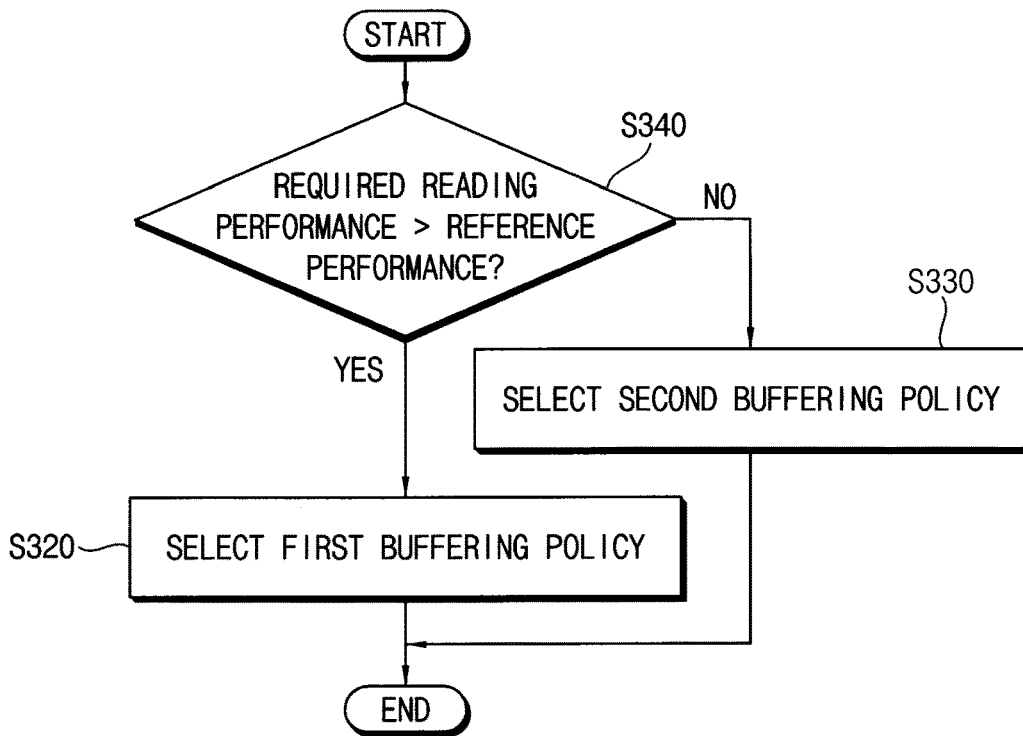 START
S340
REQUIRED READING
PERFORMANCE > REFERENCE
PERFORMANCE?
NO
S330
YES
SELECT SECOND BUFFERING POLICY
S320
SELECT FIRST BUFFERING POLICY
END